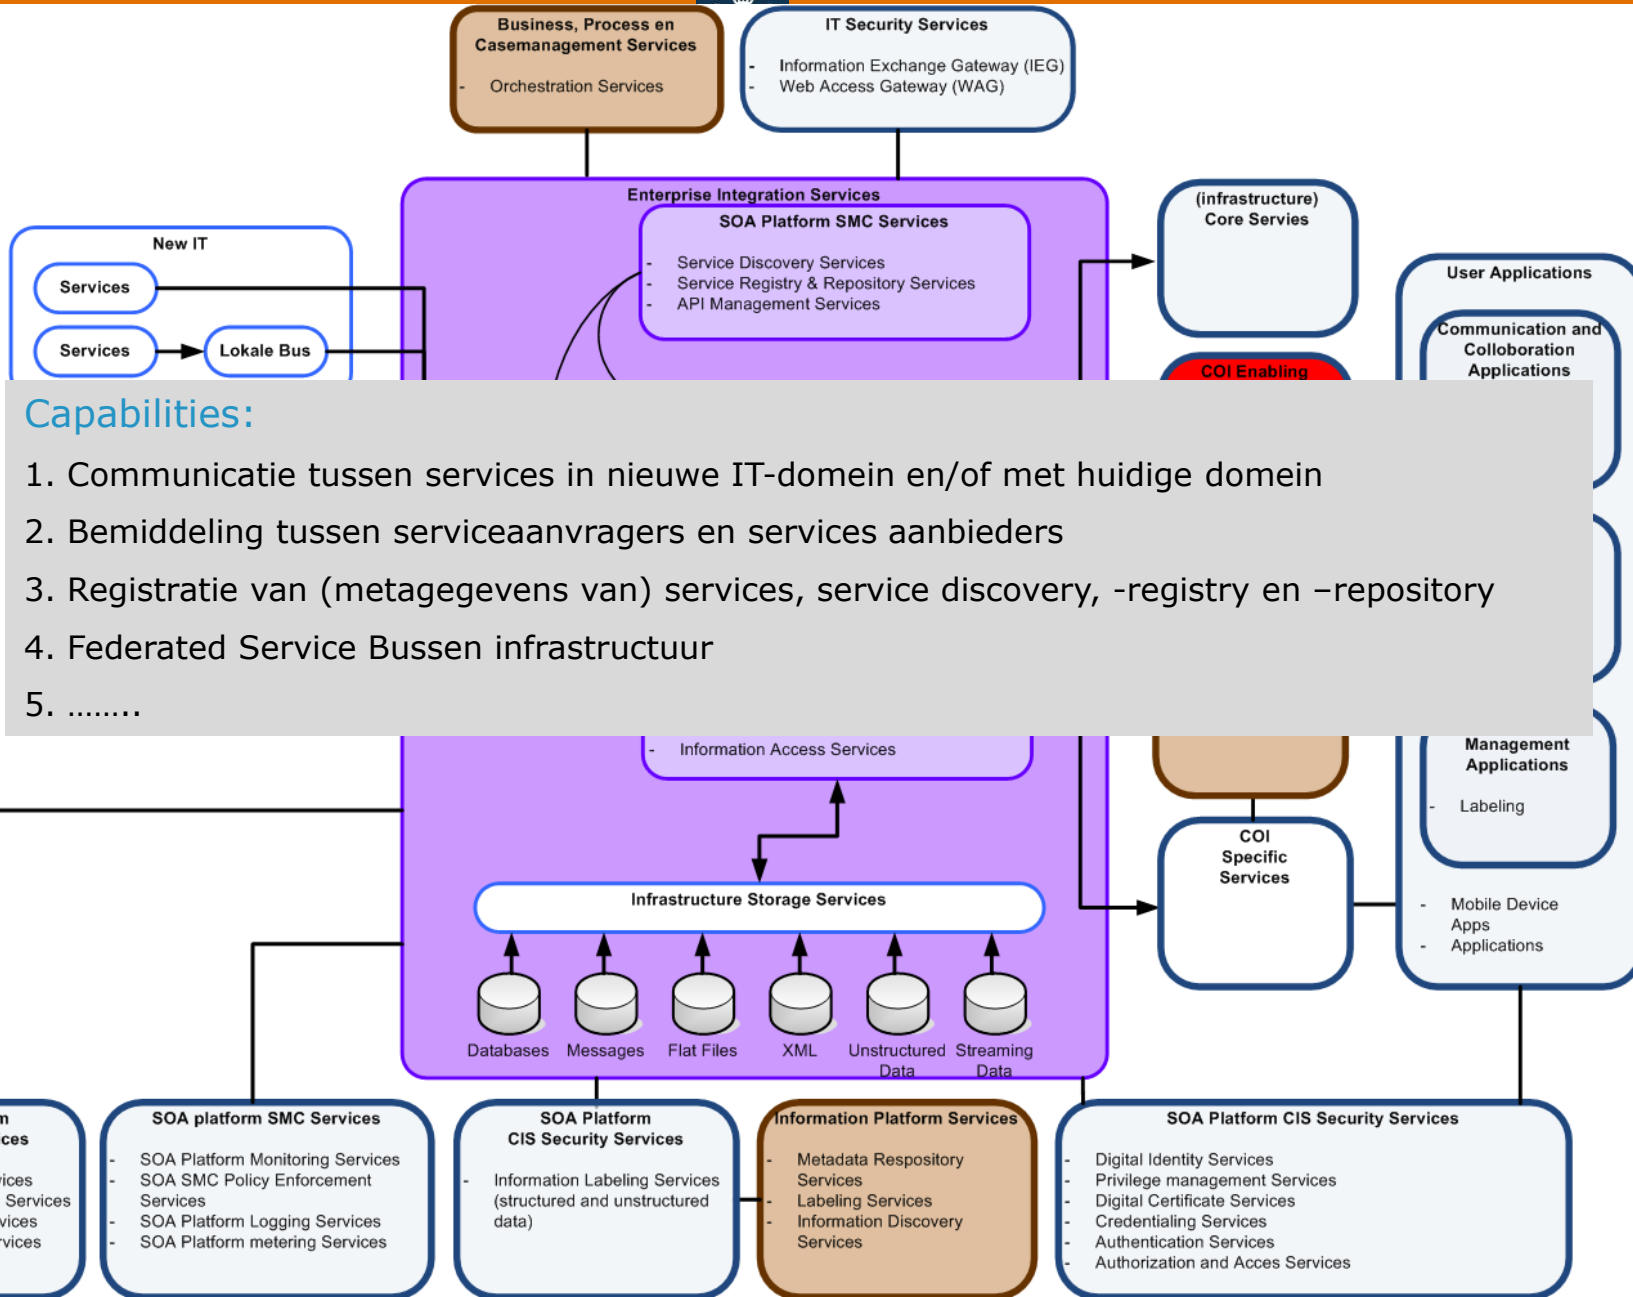 Business, Process en
Casemanagement Services
- Orchestration Services
IT Security Services
- Information Exchange Gateway (IEG)
- Web Access Gateway (WAG)
Enterprise Integration Services
SOA Platform SMC Services
- Service Discovery Services
- Service Registry & Repository Services
- API Management Services
New IT
Services
Services
Lokale Bus
(infrastructure)
Core Servies
COI Enabling
User Applications
Communication and
Colloboration
Applications
Capabilities:
1. Communicatie tussen services in nieuwe IT-domein en/of met huidige domein
2. Bemiddeling tussen serviceaanvragers en services aanbieders
3. Registratie van (metagegevens van) services, service discovery, -registry en –repository
4. Federated Service Bussen infrastructuur
5. ……..
- Information Access Services
Management
Applications
- Labeling
COI
Specific
Services
- Mobile Device
Apps
- Applications
Infrastructure Storage Services
Databases
Messages
Flat Files
XML
Unstructured
Data
Streaming
Data
Services
SOA platform SMC Services
- SOA Platform Monitoring Services
- SOA SMC Policy Enforcement
Services
- SOA Platform Logging Services
- SOA Platform metering Services
SOA Platform
CIS Security Services
- Information Labeling Services
(structured and unstructured
data)
Information Platform Services
- Metadata Respository
Services
- Labeling Services
- Information Discovery
Services
SOA Platform CIS Security Services
- Digital Identity Services
- Privilege management Services
- Digital Certificate Services
- Credentialing Services
- Authentication Services
- Authorization and Acces Services